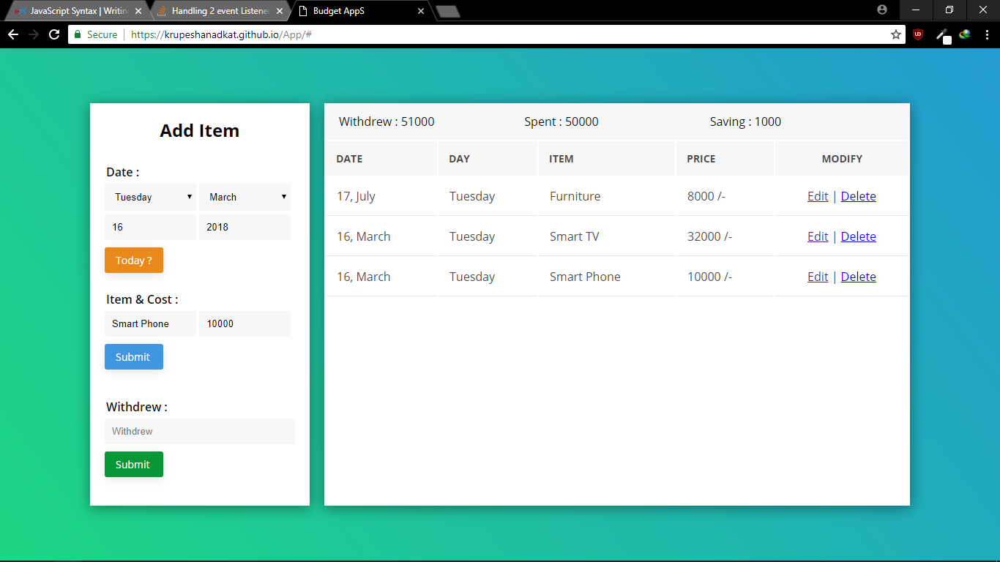 JavaScript Syntax | Writin
Handling 2 event Listener
Budget AppS
Secure
https://krupeshanadkat.github.io/App/#
Add Item
Date :
Tuesday March
16 2018
Today ?
Item & Cost :
Smart Phone 10000
Submit
Withdrew :
Withdrew
Submit
Withdrew : 51000 Spent : 50000 Saving : 1000
DATE DAY ITEM PRICE MODIFY
17, July Tuesday Furniture 8000 /- Edit | Delete
16, March Tuesday Smart TV 32000 /- Edit | Delete
16, March Tuesday Smart Phone 10000 /- Edit | Delete